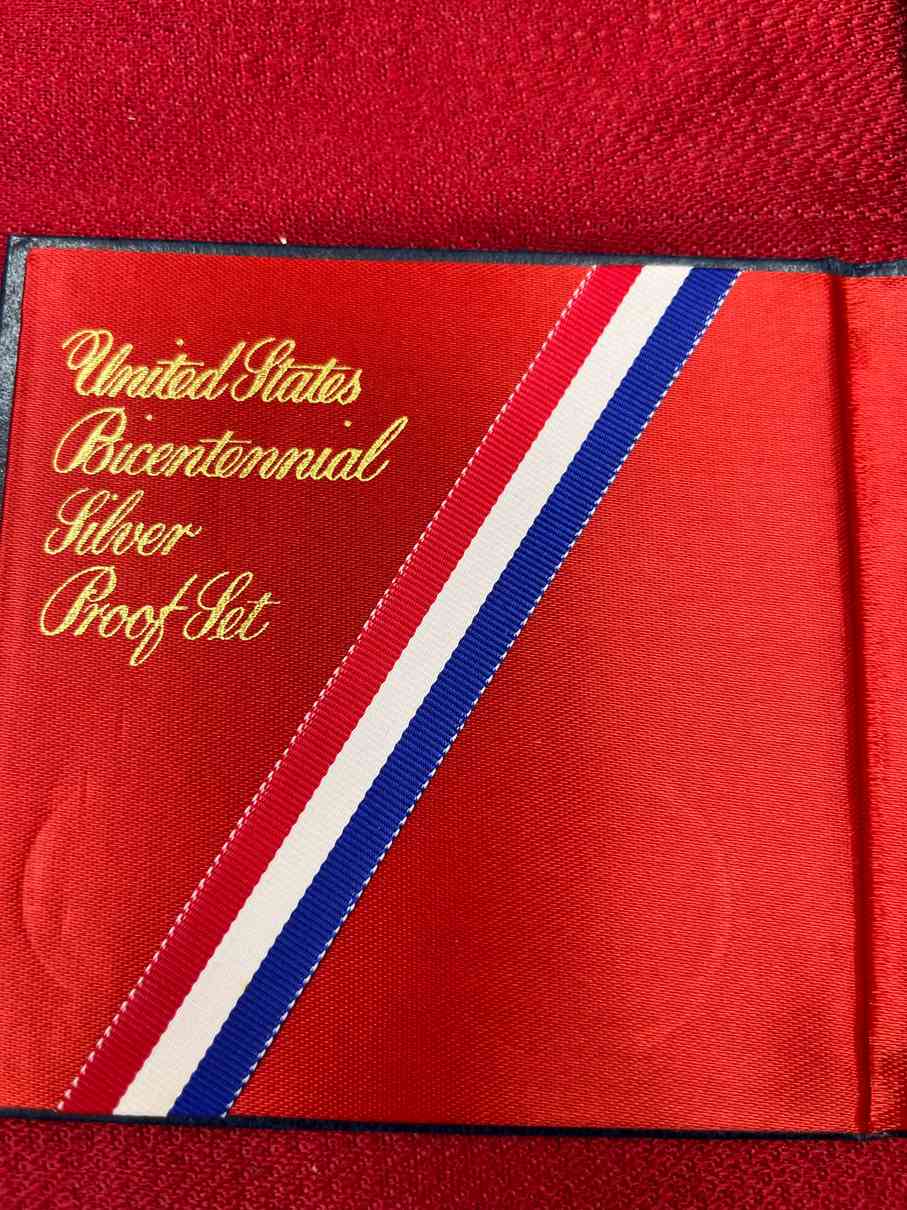 United States
Bicentennial
Silver
Proof Set